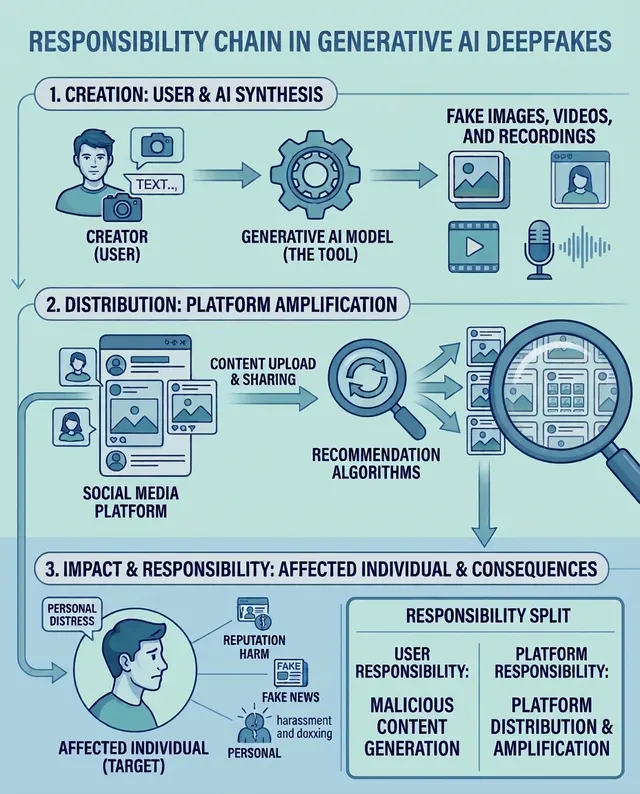 RESPONSIBILITY CHAIN IN GENERATIVE AI DEEPFAKES
1. CREATION: USER & AI SYNTHESIS
TEXT..,
CREATOR
(USER)
GENERATIVE AI MODEL
(THE TOOL)
FAKE IMAGES, VIDEOS,
AND RECORDINGS
2. DISTRIBUTION: PLATFORM AMPLIFICATION
SOCIAL MEDIA
PLATFORM
CONTENT UPLOAD
& SHARING
RECOMMENDATION
ALGORITHMS
3. IMPACT & RESPONSIBILITY: AFFECTED INDIVIDUAL & CONSEQUENCES
PERSONAL
DISTRESS
AFFECTED INDIVIDUAL
(TARGET)
REPUTATION
HARM
FAKE
FAKE NEWS
harassment
and doxxing
PERSONAL
RESPONSIBILITY SPLIT
USER
RESPONSIBILITY:
MALICIOUS
CONTENT
GENERATION
PLATFORM
RESPONSIBILITY:
PLATFORM
DISTRIBUTION &
AMPLIFICATION